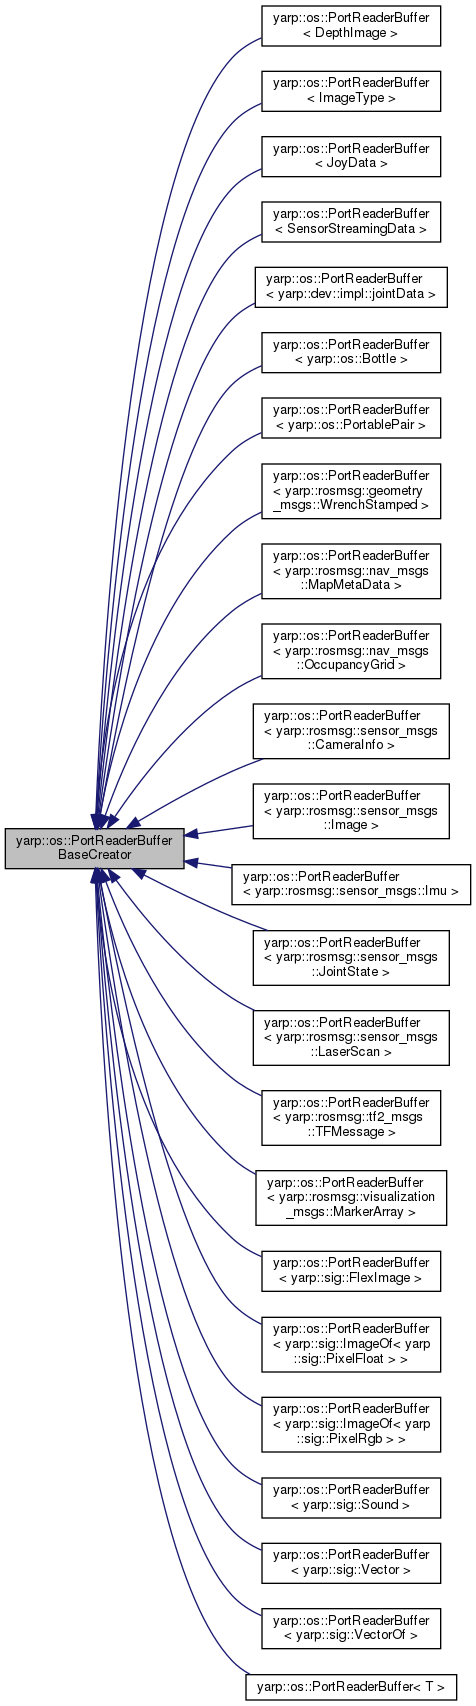 yarp::os::PortReaderBuffer
< DepthImage >
yarp::os::PortReaderBuffer
< ImageType >
yarp::os::PortReaderBuffer
< JoyData >
yarp::os::PortReaderBuffer
< SensorStreamingData >
yarp::os::PortReaderBuffer
< yarp::dev::impl::jointData >
yarp::os::PortReaderBuffer
< yarp::os::Bottle >
yarp::os::PortReaderBuffer
< yarp::os::PortablePair >
yarp::os::PortReaderBuffer
< yarp::rosmsg::geometry
_msgs::WrenchStamped >
yarp::os::PortReaderBuffer
< yarp::rosmsg::nav_msgs
::MapMetaData >
yarp::os::PortReaderBuffer
< yarp::rosmsg::nav_msgs
::OccupancyGrid >
yarp::os::PortReaderBuffer
< yarp::rosmsg::sensor_msgs
::CameraInfo >
yarp::os::PortReaderBuffer
< yarp::rosmsg::sensor_msgs
::Image >
yarp::os::PortReaderBuffer
BaseCreator
yarp::os::PortReaderBuffer
< yarp::rosmsg::sensor_msgs::Imu >
yarp::os::PortReaderBuffer
< yarp::rosmsg::sensor_msgs
::JointState >
yarp::os::PortReaderBuffer
< yarp::rosmsg::sensor_msgs
::LaserScan >
yarp::os::PortReaderBuffer
< yarp::rosmsg::tf2_msgs
::TFMessage >
yarp::os::PortReaderBuffer
< yarp::rosmsg::visualization
_msgs::MarkerArray >
yarp::os::PortReaderBuffer
< yarp::sig::FlexImage >
yarp::os::PortReaderBuffer
< yarp::sig::ImageOf< yarp
::sig::PixelFloat > >
yarp::os::PortReaderBuffer
< yarp::sig::ImageOf< yarp
::sig::PixelRgb > >
yarp::os::PortReaderBuffer
< yarp::sig::Sound >
yarp::os::PortReaderBuffer
< yarp::sig::Vector >
yarp::os::PortReaderBuffer
< yarp::sig::VectorOf >
yarp::os::PortReaderBuffer< T >